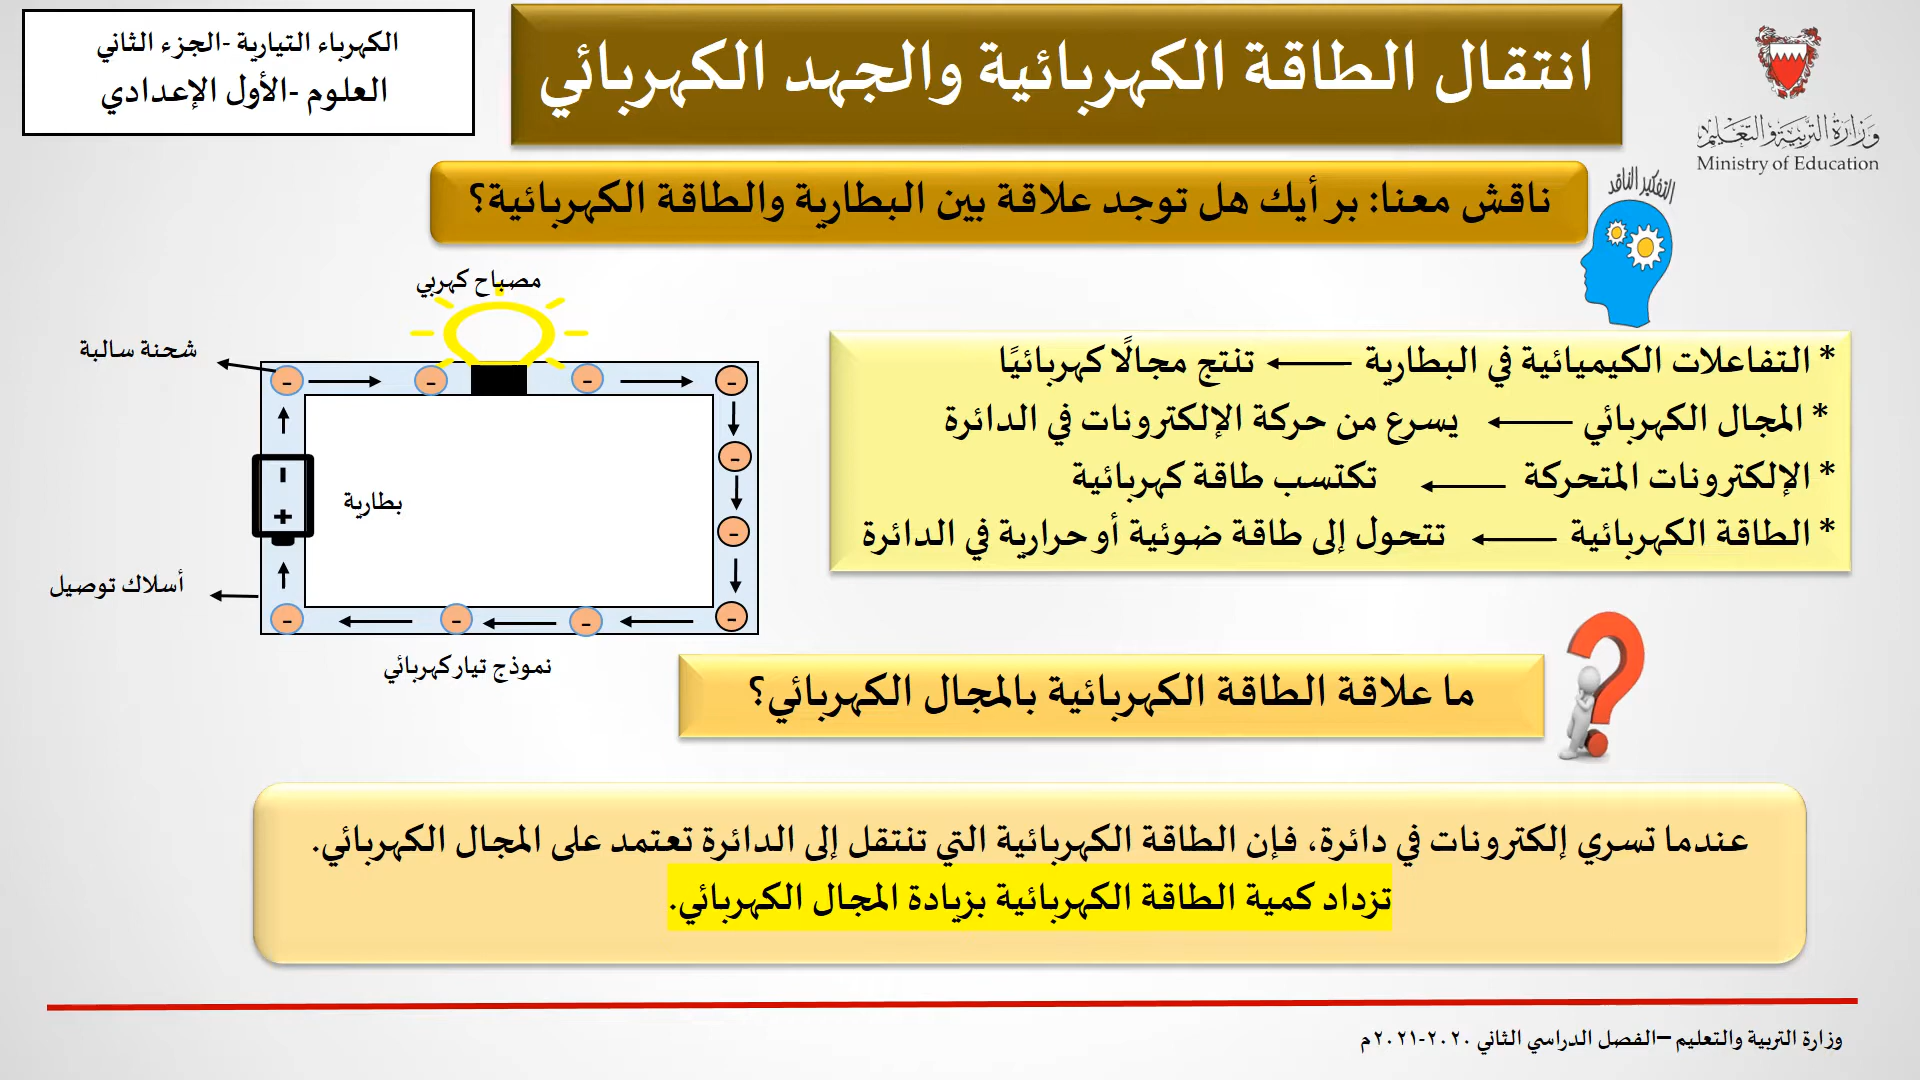 الكهرباء التيارية -الجزء الثاني
العلوم -الأول الإعدادي
انتقال الطاقة الكهربائية والجهد الكهربائي
وزارة التربية والتعليم
Ministry of Education
التفكير الناقد
ناقش معنا: بر أيك هل توجد علاقة بين البطارية والطاقة الكهربائية؟
* التفاعلات الكيميائية في البطارية ← تنتج مجالًا كهربائيًا
* المجال الكهربائي ← يسرع من حركة الإلكترونات في الدائرة
* الإلكترونات المتحركة ← تكتسب طاقة كهربائية
* الطاقة الكهربائية ← تتحول إلى طاقة ضوئية أو حرارية في الدائرة
مصباح كهربي
شحنة سالبة
- - - -
-
-
- - - -
-
+
بطارية
أسلاك توصيل
نموذج تيار كهربائي
ما علاقة الطاقة الكهربائية بالمجال الكهربائي؟
عندما تسري إلكترونات في دائرة، فإن الطاقة الكهربائية التي تنتقل إلى الدائرة تعتمد على المجال الكهربائي.
تزداد كمية الطاقة الكهربائية بزيادة المجال الكهربائي.
وزارة التربية والتعليم –الفصل الدراسي الثاني ٢٠٢٠-٢٠٢١م